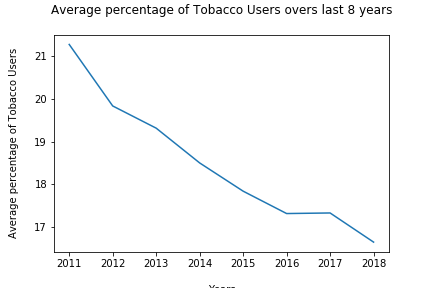 Average percentage of Tobacco Users overs last 8 years
Average percentage of Tobacco Users
21
20
19
18
17
2011 2012 2013 2014 2015 2016 2017 2018
Years